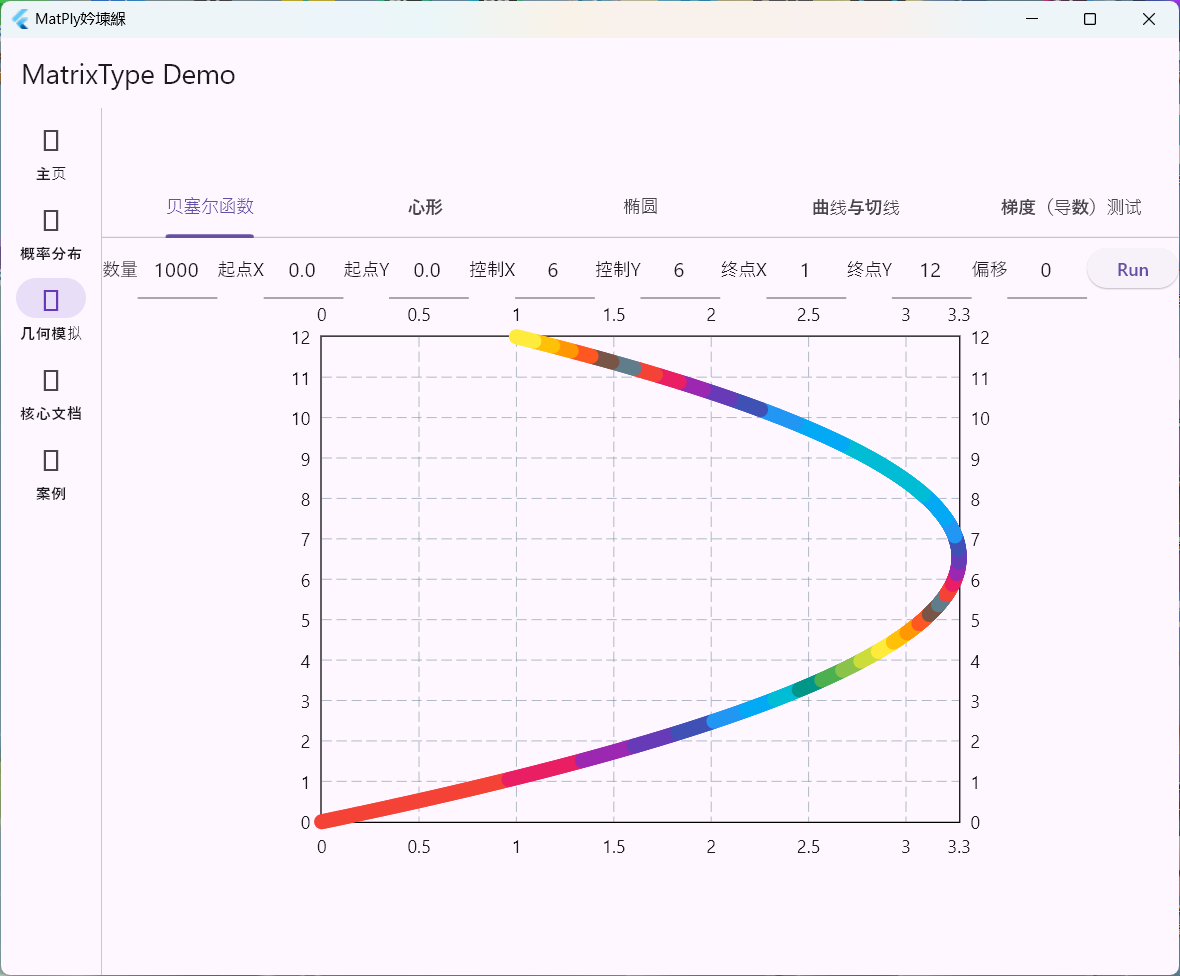 MatPly妗堜緥
MatrixType Demo
主页
概率分布
几何模拟
核心文档
案例
贝塞尔函数 心形 椭圆 曲线与切线 梯度（导数）测试
数量 1000 起点X 0.0 起点Y 0.0 控制X 6 控制Y 6 终点X 1 终点Y 12 偏移 0 Run
0 0.5 1 1.5 2 2.5 3 3.3
12 12
11 11
10 10
9 9
8 8
7 7
6 6
5 5
4 4
3 3
2 2
1 1
0 0
0 0.5 1 1.5 2 2.5 3 3.3